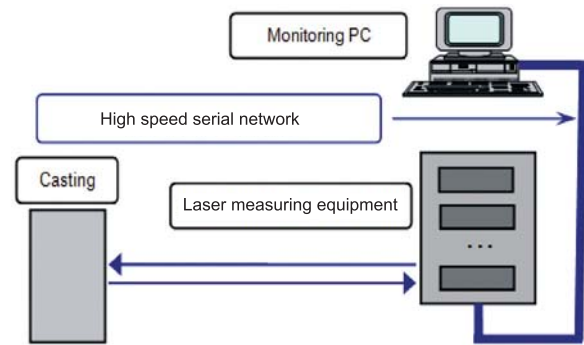 Monitoring PC
High speed serial network
Casting
Laser measuring equipment
...